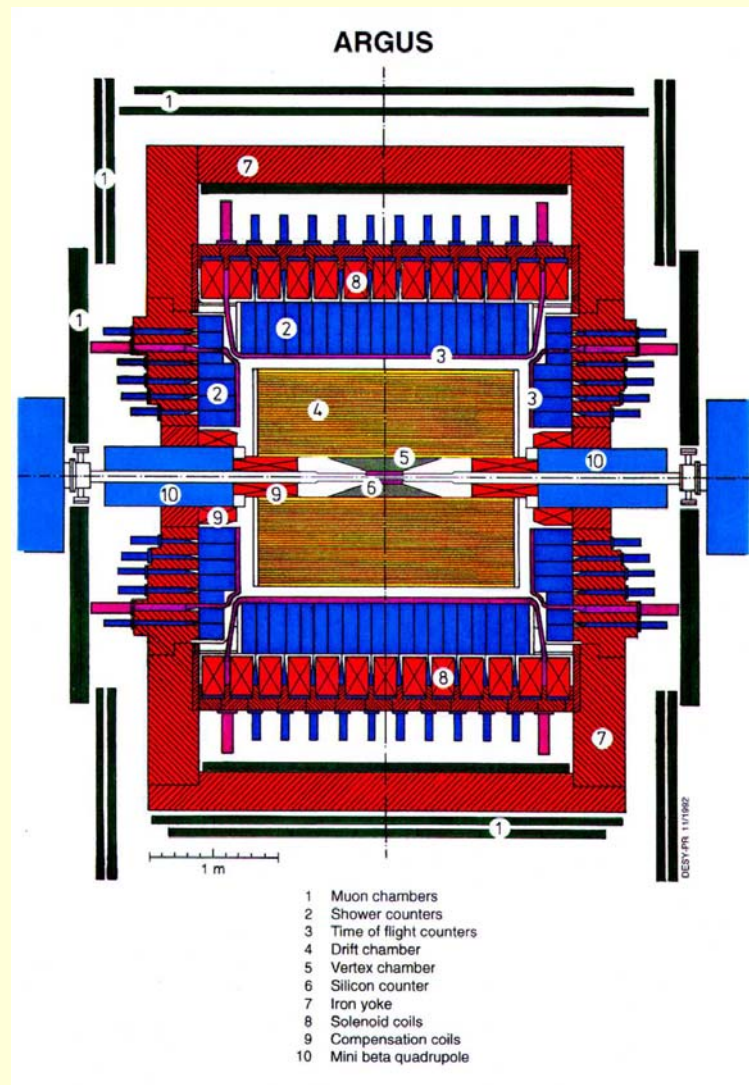 ARGUS
1
1
7
8
2
1
3
2
4
3
5
10
6
10
9
9
8
7
1
1 m
DESY-PR 11/1992
1 Muon chambers
2 Shower counters
3 Time of flight counters
4 Drift chamber
5 Vertex chamber
6 Silicon counter
7 Iron yoke
8 Solenoid coils
9 Compensation coils
10 Mini beta quadrupole